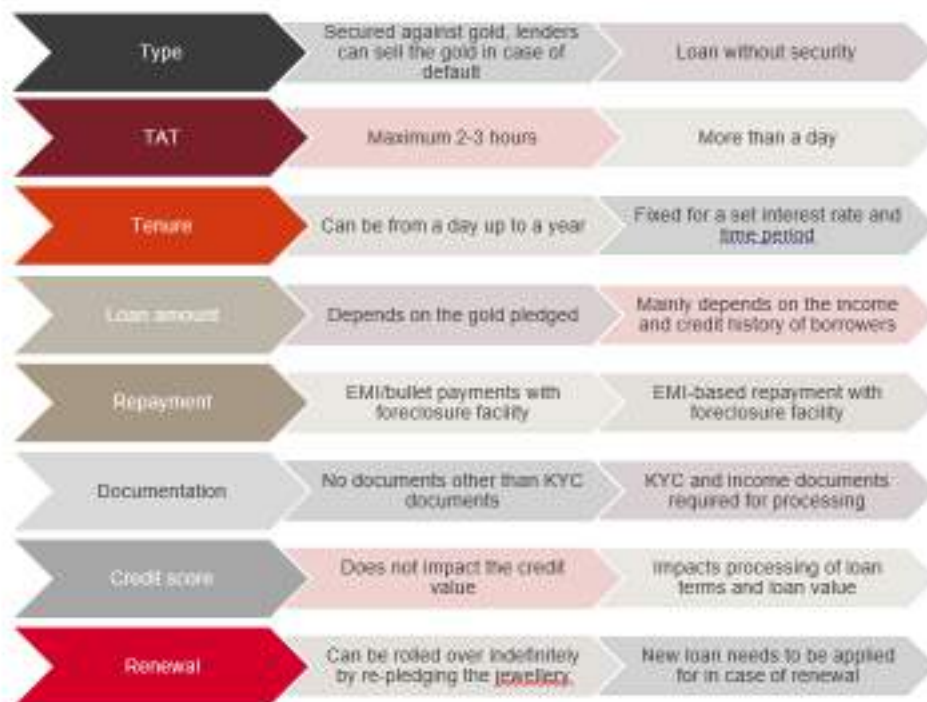 Type
Secured against gold, lenders
can sell the gold in case of
default
Loan without security
TAT
Maximum 2-3 hours
More than a day
Tenure
Can be from a day up to a year
Fixed for a set interest rate and
time period
Loan amount
Depends on the gold pledged
Mainly depends on the income
and credit history of borrowers
Repayment
EMI/bullet payments with
foreclosure facility
EMI-based repayment with
foreclosure facility
Documentation
No documents other than KYC
documents
KYC and income documents
required for processing
Credit score
Does not impact the credit
value
Impacts processing of loan
terms and loan value
Renewal
Can be rolled over indefinitely
by re-pledging the jewellery
New loan needs to be applied
for in case of renewal